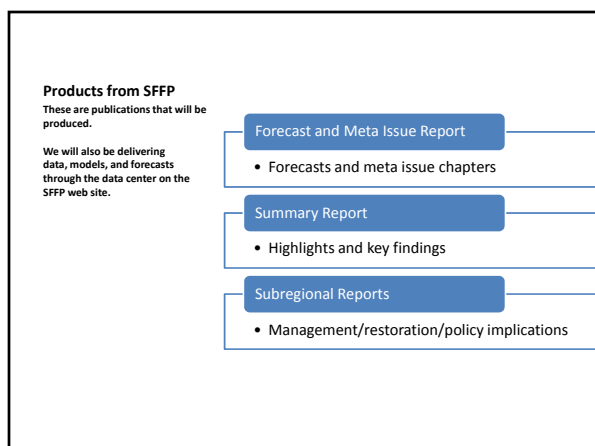 Products from SFFP
These are publications that will be
produced.
We will also be delivering
data, models, and forecasts
through the data center on the
SFFP web site.
Forecast and Meta Issue Report
• Forecasts and meta issue chapters
Summary Report
• Highlights and key findings
Subregional Reports
• Management/restoration/policy implications